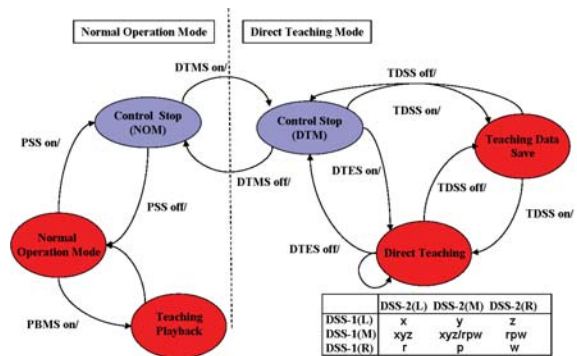 Normal Operation Mode
Direct Teaching Mode
DTMS on/
TDSS off/
Control Stop
(NOM)
Control Stop
(DTM)
TDSS on/
Teaching Data
Save
PSS on/
DTMS off/
DTES on/
PSS off/
TDSS off/
TDSS on/
Normal
Operation Mode
DTES off/
Direct Teaching
PBMS on/
Teaching
Playback
DSS-2(L) DSS-2(M) DSS-2(R)
DSS-1(L) x y z
DSS-1(M) xyz xyz/rpw rpw
DSS-1(R) r p w